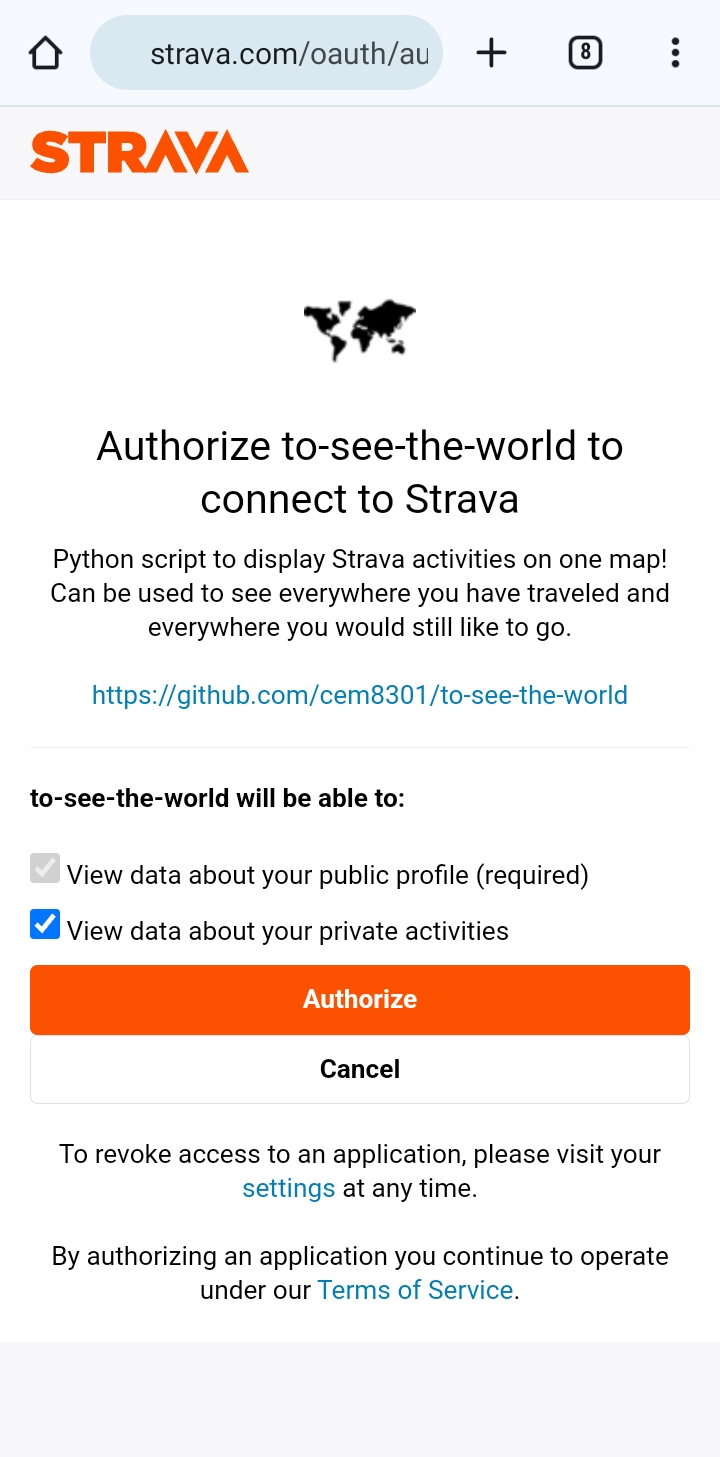 strava.com/oauth/au
8
STRAVA
Authorize to-see-the-world to
connect to Strava
Python script to display Strava activities on one map!
Can be used to see everywhere you have traveled and
everywhere you would still like to go.
https://github.com/cem8301/to-see-the-world
to-see-the-world will be able to:
View data about your public profile (required)
View data about your private activities
Authorize
Cancel
To revoke access to an application, please visit your
settings at any time.
By authorizing an application you continue to operate
under our Terms of Service.